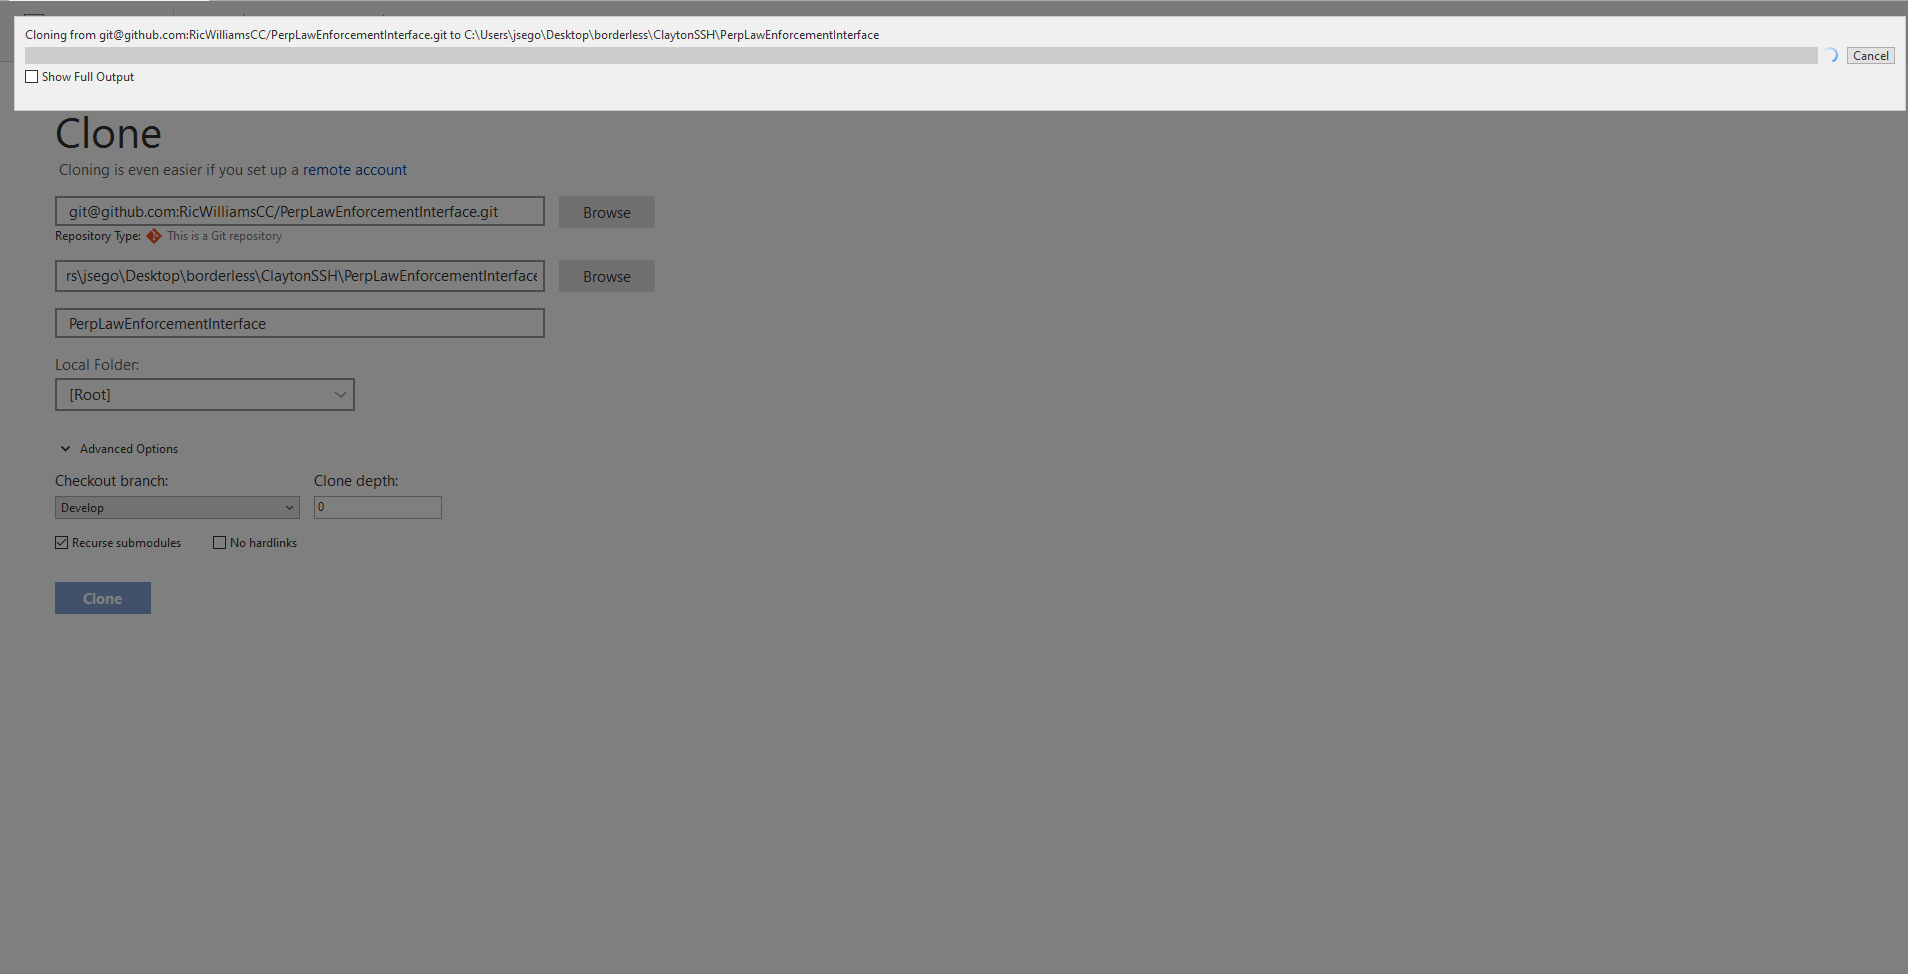 Cloning from git@github.com:RicWilliamsCC/PerpLawEnforcementInterface.git to C:\Users\jsego\Desktop\borderless\ClaytonSSH\PerpLawEnforcementInterface
Cancel
Show Full Output
Clone
Cloning is even easier if you set up a remote account
git@github.com:RicWilliamsCC/PerpLawEnforcementInterface.git
Browse
Repository Type: This is a Git repository
rs\jsego\Desktop\borderless\ClaytonSSH\PerpLawEnforcementInterface
Browse
PerpLawEnforcementInterface
Local Folder:
[Root]
Advanced Options
Checkout branch: Clone depth:
Develop 0
Recurse submodules No hardlinks
Clone